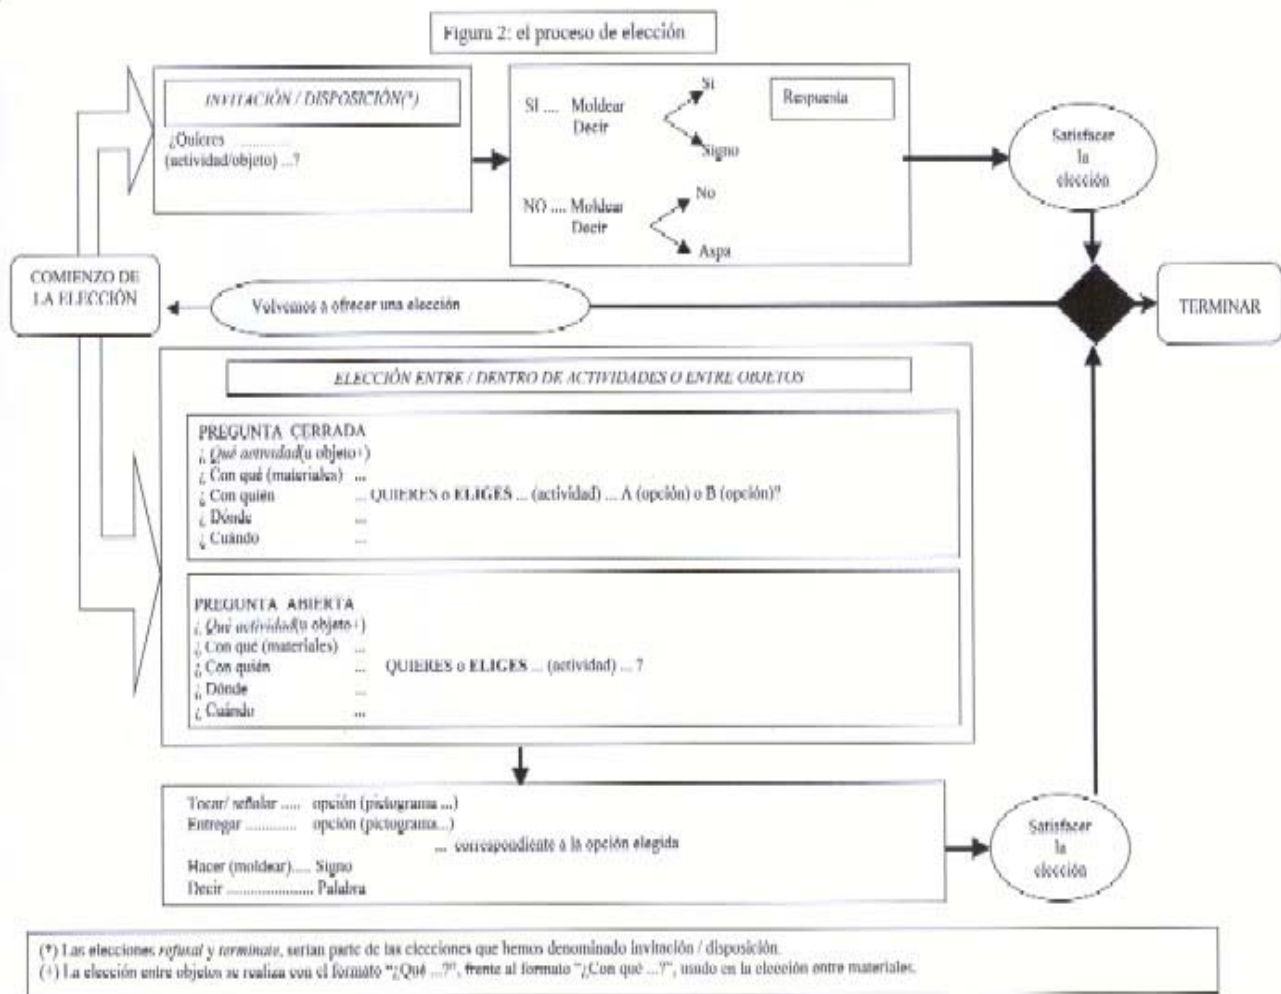 Figura 2: el proceso de elección
INVITACIÓN / DISPOSICIÓN(*)
¿Quieres ............
(actividad/objeto) ...?
SI .... Moldear
Decir
Si
Signo
Respuesta
NO .... Moldear
Decir
No
Aspa
Satisfacer
la
elección
COMIENZO DE
LA ELECCIÓN
Volvemos a ofrecer una elección
TERMINAR
ELECCIÓN ENTRE / DENTRO DE ACTIVIDADES O ENTRE OBJETOS
PREGUNTA CERRADA
¿ Qué actividad(u objeto+)
¿ Con qué (materiales) ...
¿ Con quién ... QUIERES o ELIGES ... (actividad) ... A (opción) o B (opción)?
¿ Dónde ...
¿ Cuándo ...
PREGUNTA ABIERTA
¿ Qué actividad(u objeto+)
¿ Con qué (materiales) ...
¿ Con quién ... QUIERES o ELIGES ... (actividad) ... ?
¿ Dónde ...
¿ Cuándo ...
Tocar/ señalar ..... opción (pictograma ...)
Entregar ............ opción (pictograma...)
... correspondiente a la opción elegida
Hacer (moldear)..... Signo
Decir ...................... Palabra
Satisfacer
la
elección
(*) Las elecciones refusal y terminate, serían parte de las elecciones que hemos denominado invitación / disposición.
(+) La elección entre objetos se realiza con el formato "¿Qué ...?", frente al formato "¿Con qué ...?", usado en la elección entre materiales.